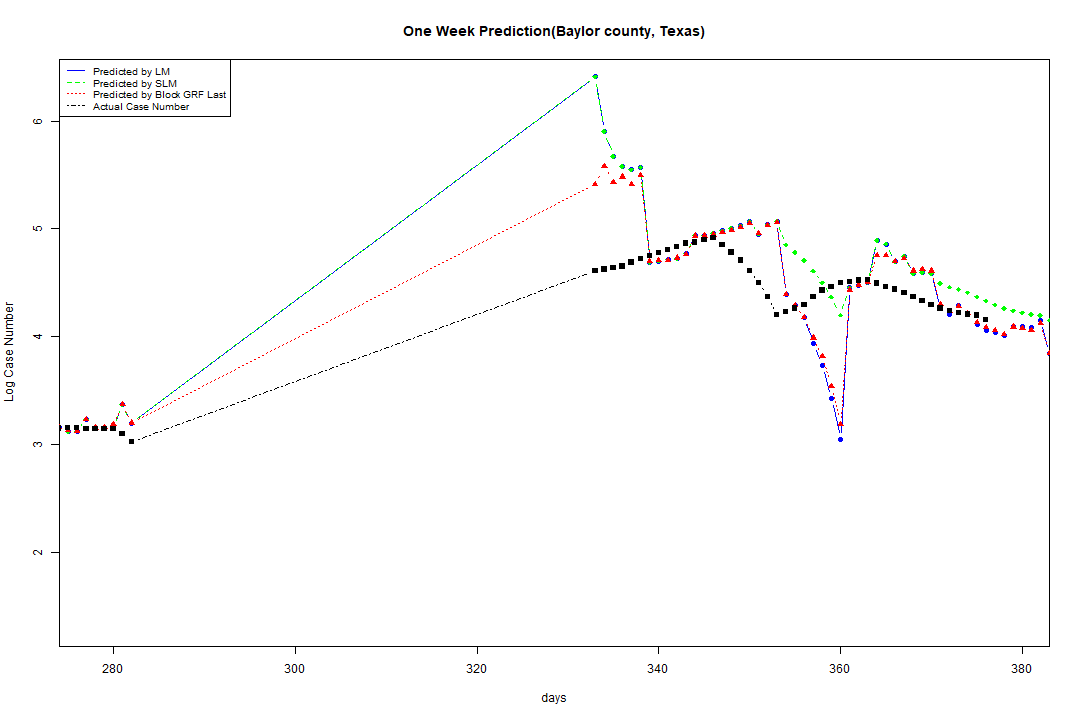 One Week Prediction(Baylor county, Texas)
Predicted by LM
Predicted by SLM
Predicted by Block GRF Last
Actual Case Number
6
5
4
3
2
Log Case Number
280 300 320 340 360 380
days